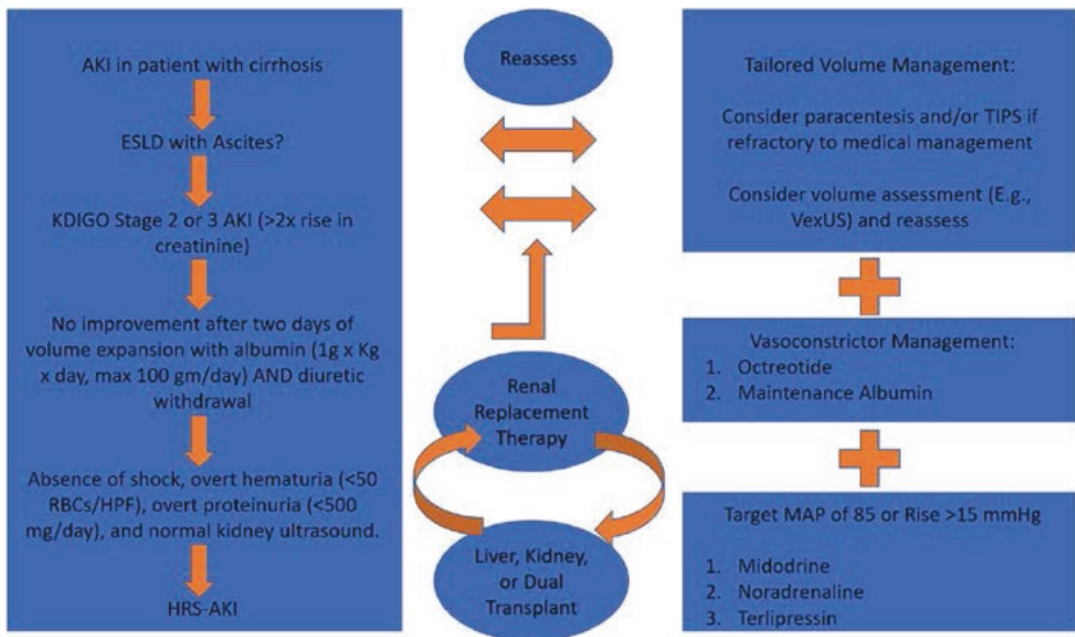 AKI in patient with cirrhosis
ESLD with Ascites?
KDIGO Stage 2 or 3 AKI (>2x rise in
creatinine)
No improvement after two days of
volume expansion with albumin (1g x Kg
x day, max 100 gm/day) AND diuretic
withdrawal
Absence of shock, overt hematuria (<50
RBCs/HPF), overt proteinuria (<500
mg/day), and normal kidney ultrasound.
HRS-AKI
Reassess
Renal
Replacement
Therapy
Liver, Kidney,
or Dual
Transplant
Tailored Volume Management:
Consider paracentesis and/or TIPS if
refractory to medical management
Consider volume assessment (E.g.,
VexUS) and reassess
Vasoconstrictor Management:
1. Octreotide
2. Maintenance Albumin
Target MAP of 85 or Rise >15 mmHg
1. Midodrine
2. Noradrenaline
3. Terlipressin